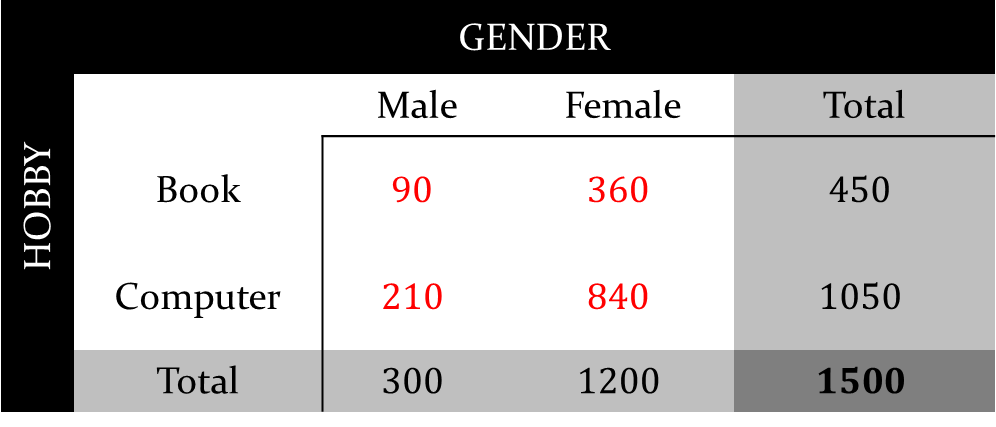 GENDER
Male Female Total
HOBBY
Book 90 360 450
Computer 210 840 1050
Total 300 1200 1500